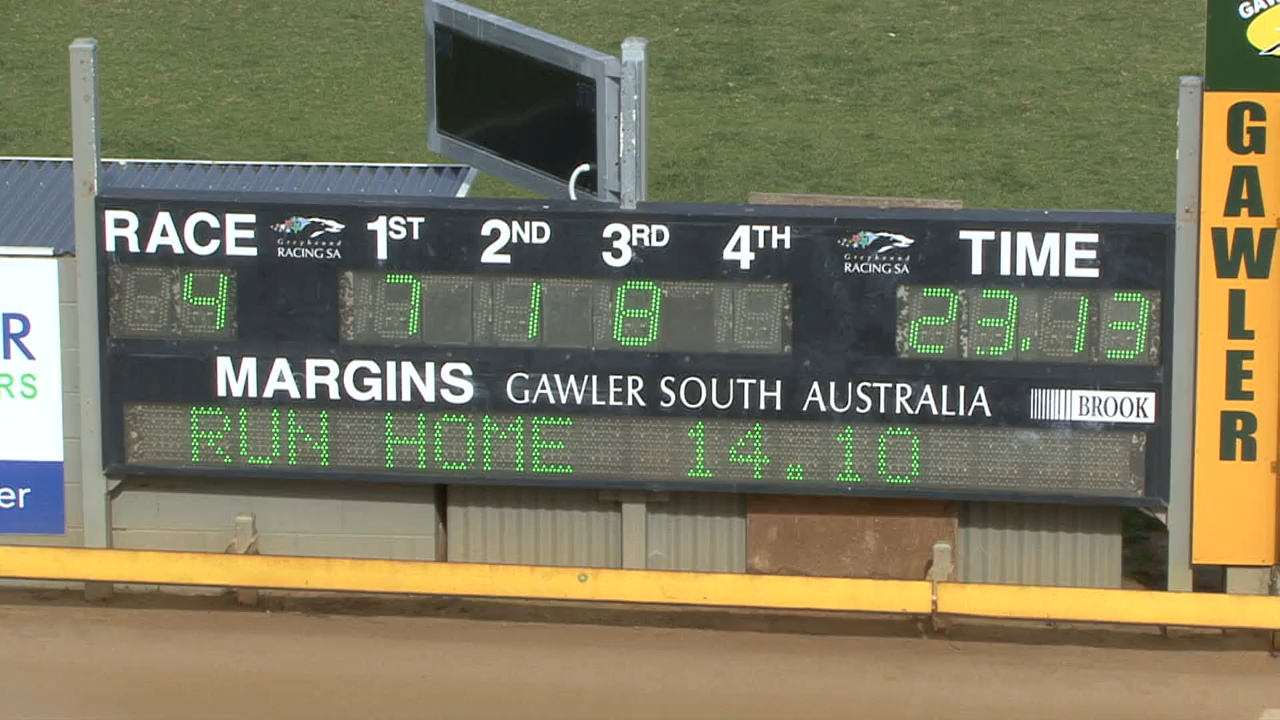 GAW
GAWLER
RACE
Greyhound
RACING SA
1ST
2ND
3RD
4TH
Greyhound
RACING SA
TIME
4
7
1
8
23.13
MARGINS
GAWLER SOUTH AUSTRALIA
BROOK
RUN HOME 14.10
R
RS
er